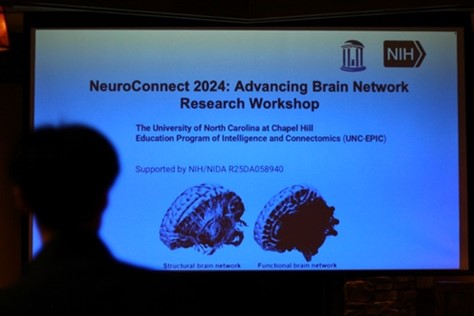 NIH
NeuroConnect 2024: Advancing Brain Network
Research Workshop
The University of North Carolina at Chapel Hill
Education Program of Intelligence and Connectomics (UNC-EPIC)
Supported by NIH/NIDA R25DA058940
Structural brain network
Functional brain network